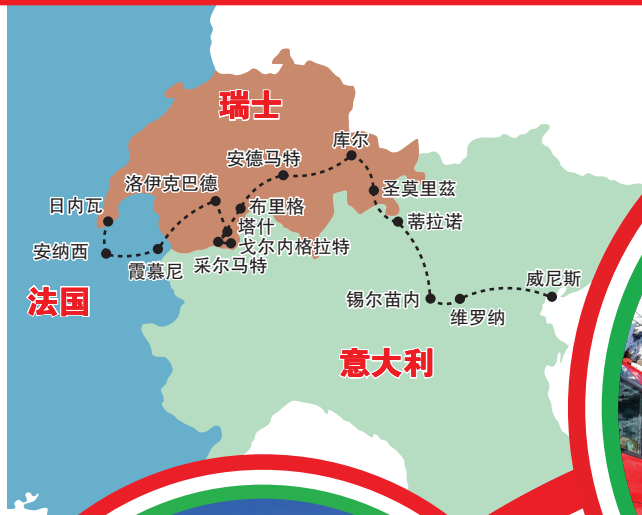 瑞士
库尔
安德马特
洛伊克巴德
圣莫里兹
日内瓦
布里格
蒂拉诺
塔什
戈尔内格拉特
安纳西
采尔马特
霞慕尼
威尼斯
法国
锡尔苗内
维罗纳
意大利